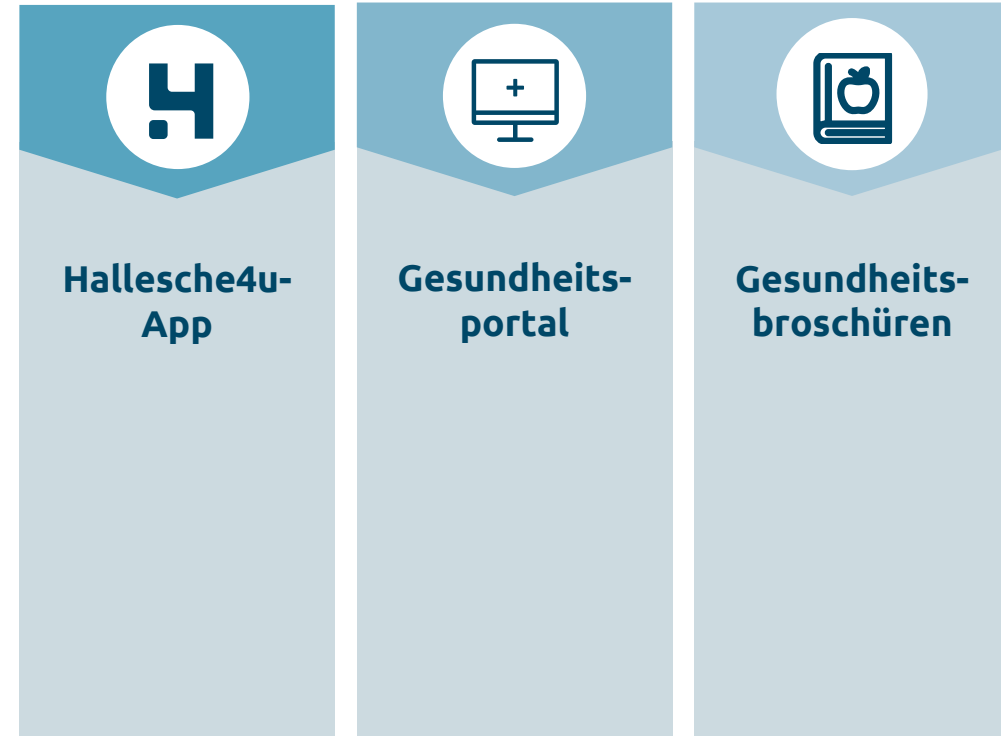 Hallesche4u-
App
Gesundheits-
portal
Gesundheits-
broschüren